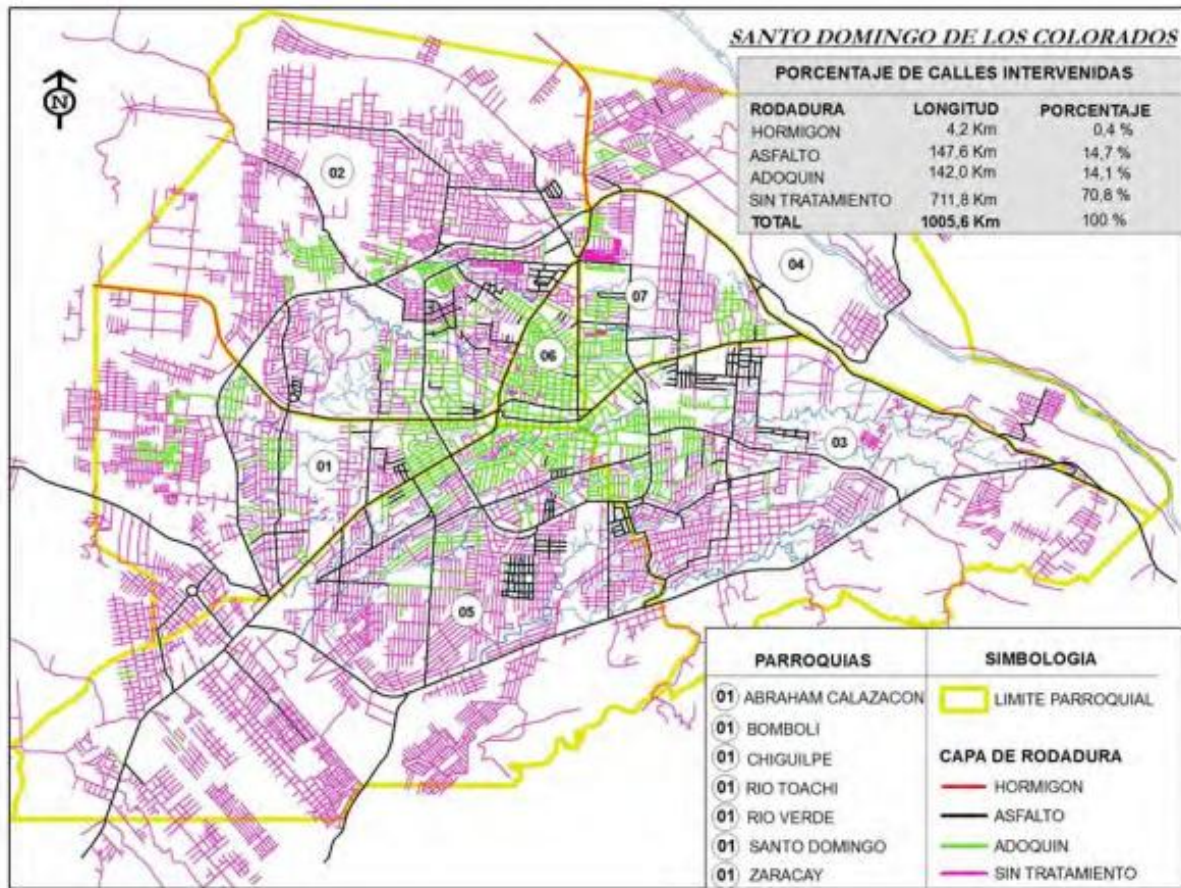 SANTO DOMINGO DE LOS COLORADOS
PORCENTAJE DE CALLES INTERVENIDAS
RODADURA LONGITUD PORCENTAJE
HORMIGON 4,2 Km 0,4 %
ASFALTO 147,6 Km 14,7 %
ADOQUIN 142,0 Km 14,1 %
SIN TRATAMIENTO 711,8 Km 70,8 %
TOTAL 1005,6 Km 100 %
N
02
04
07
06
03
01
05
PARROQUIAS
01 ABRAHAM CALAZACON
01 BOMBOLI
01 CHIGUILPE
01 RIO TOACHI
01 RIO VERDE
01 SANTO DOMINGO
01 ZARACAY
SIMBOLOGIA
LIMITE PARROQUIAL
CAPA DE RODADURA
HORMIGON
ASFALTO
ADOQUIN
SIN TRATAMIENTO